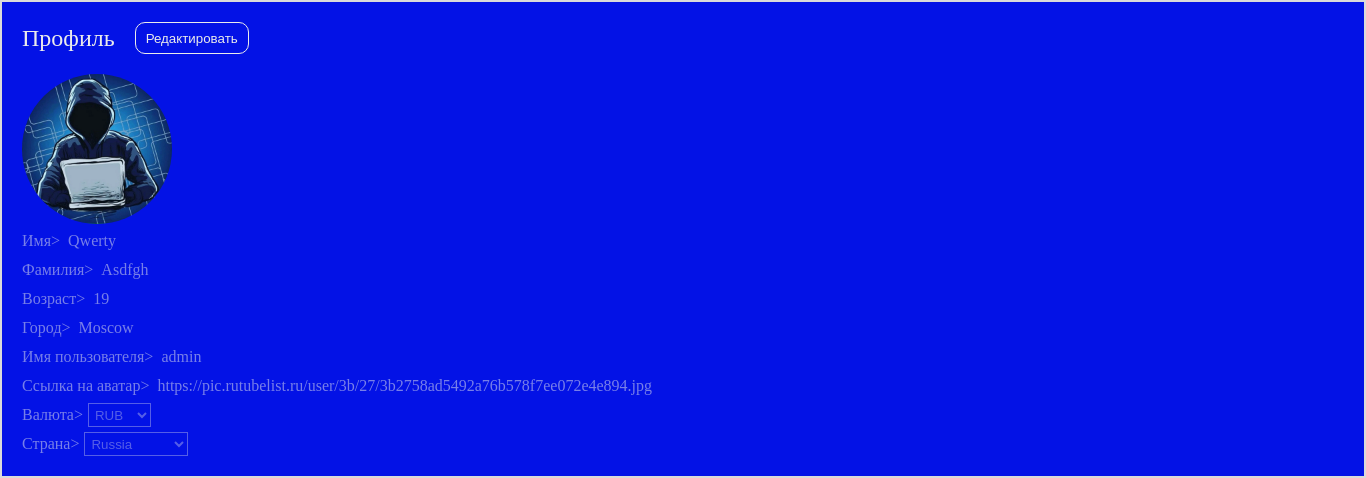 Профиль Редактировать
Имя> Qwerty
Фамилия> Asdfgh
Возраст> 19
Город> Moscow
Имя пользователя> admin
Ссылка на аватар> https://pic.rutubelist.ru/user/3b/27/3b2758ad5492a76b578f7ee072e4e894.jpg
Валюта> RUB
Страна> Russia